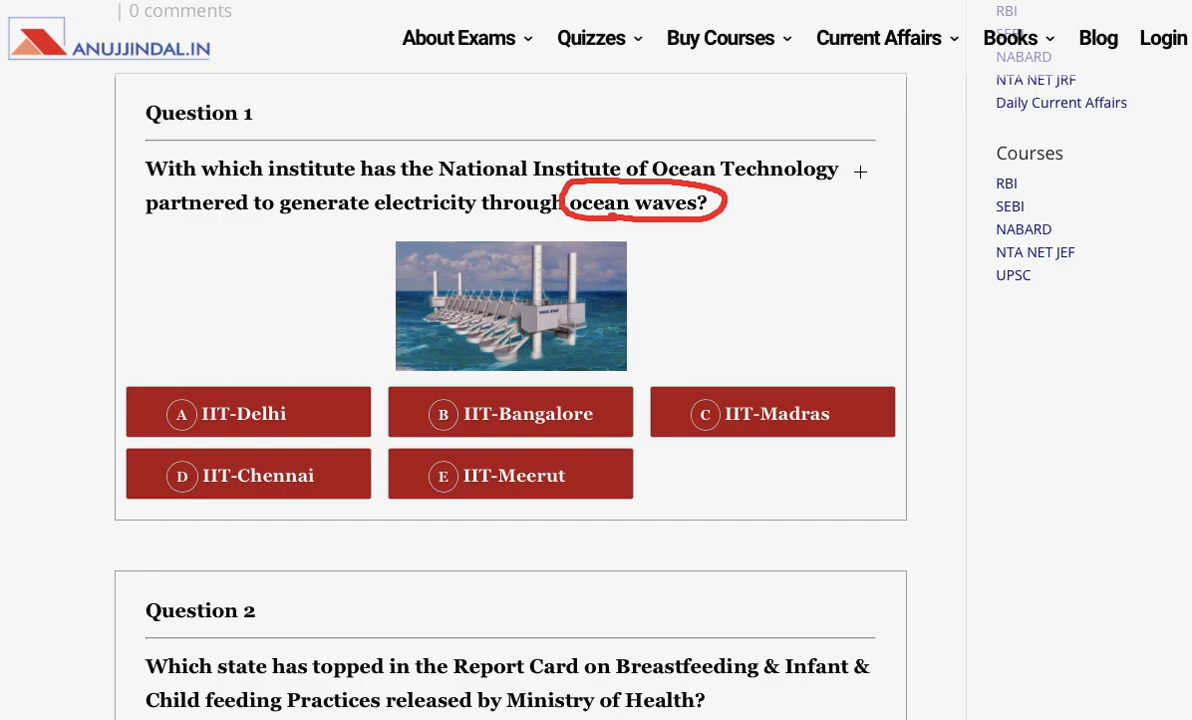 | 0 comments
ANUJJINDAL.IN
About Exams
Quizzes
Buy Courses
Current Affairs
Books
Blog
Login
Question 1
With which institute has the National Institute of Ocean Technology
partnered to generate electricity through ocean waves?
A IIT-Delhi
B IIT-Bangalore
C IIT-Madras
D IIT-Chennai
E IIT-Meerut
Question 2
Which state has topped in the Report Card on Breastfeeding & Infant &
Child feeding Practices released by Ministry of Health?
RBI
SEBI
NABARD
NTA NET JRF
Daily Current Affairs
Courses
RBI
SEBI
NABARD
NTA NET JEF
UPSC